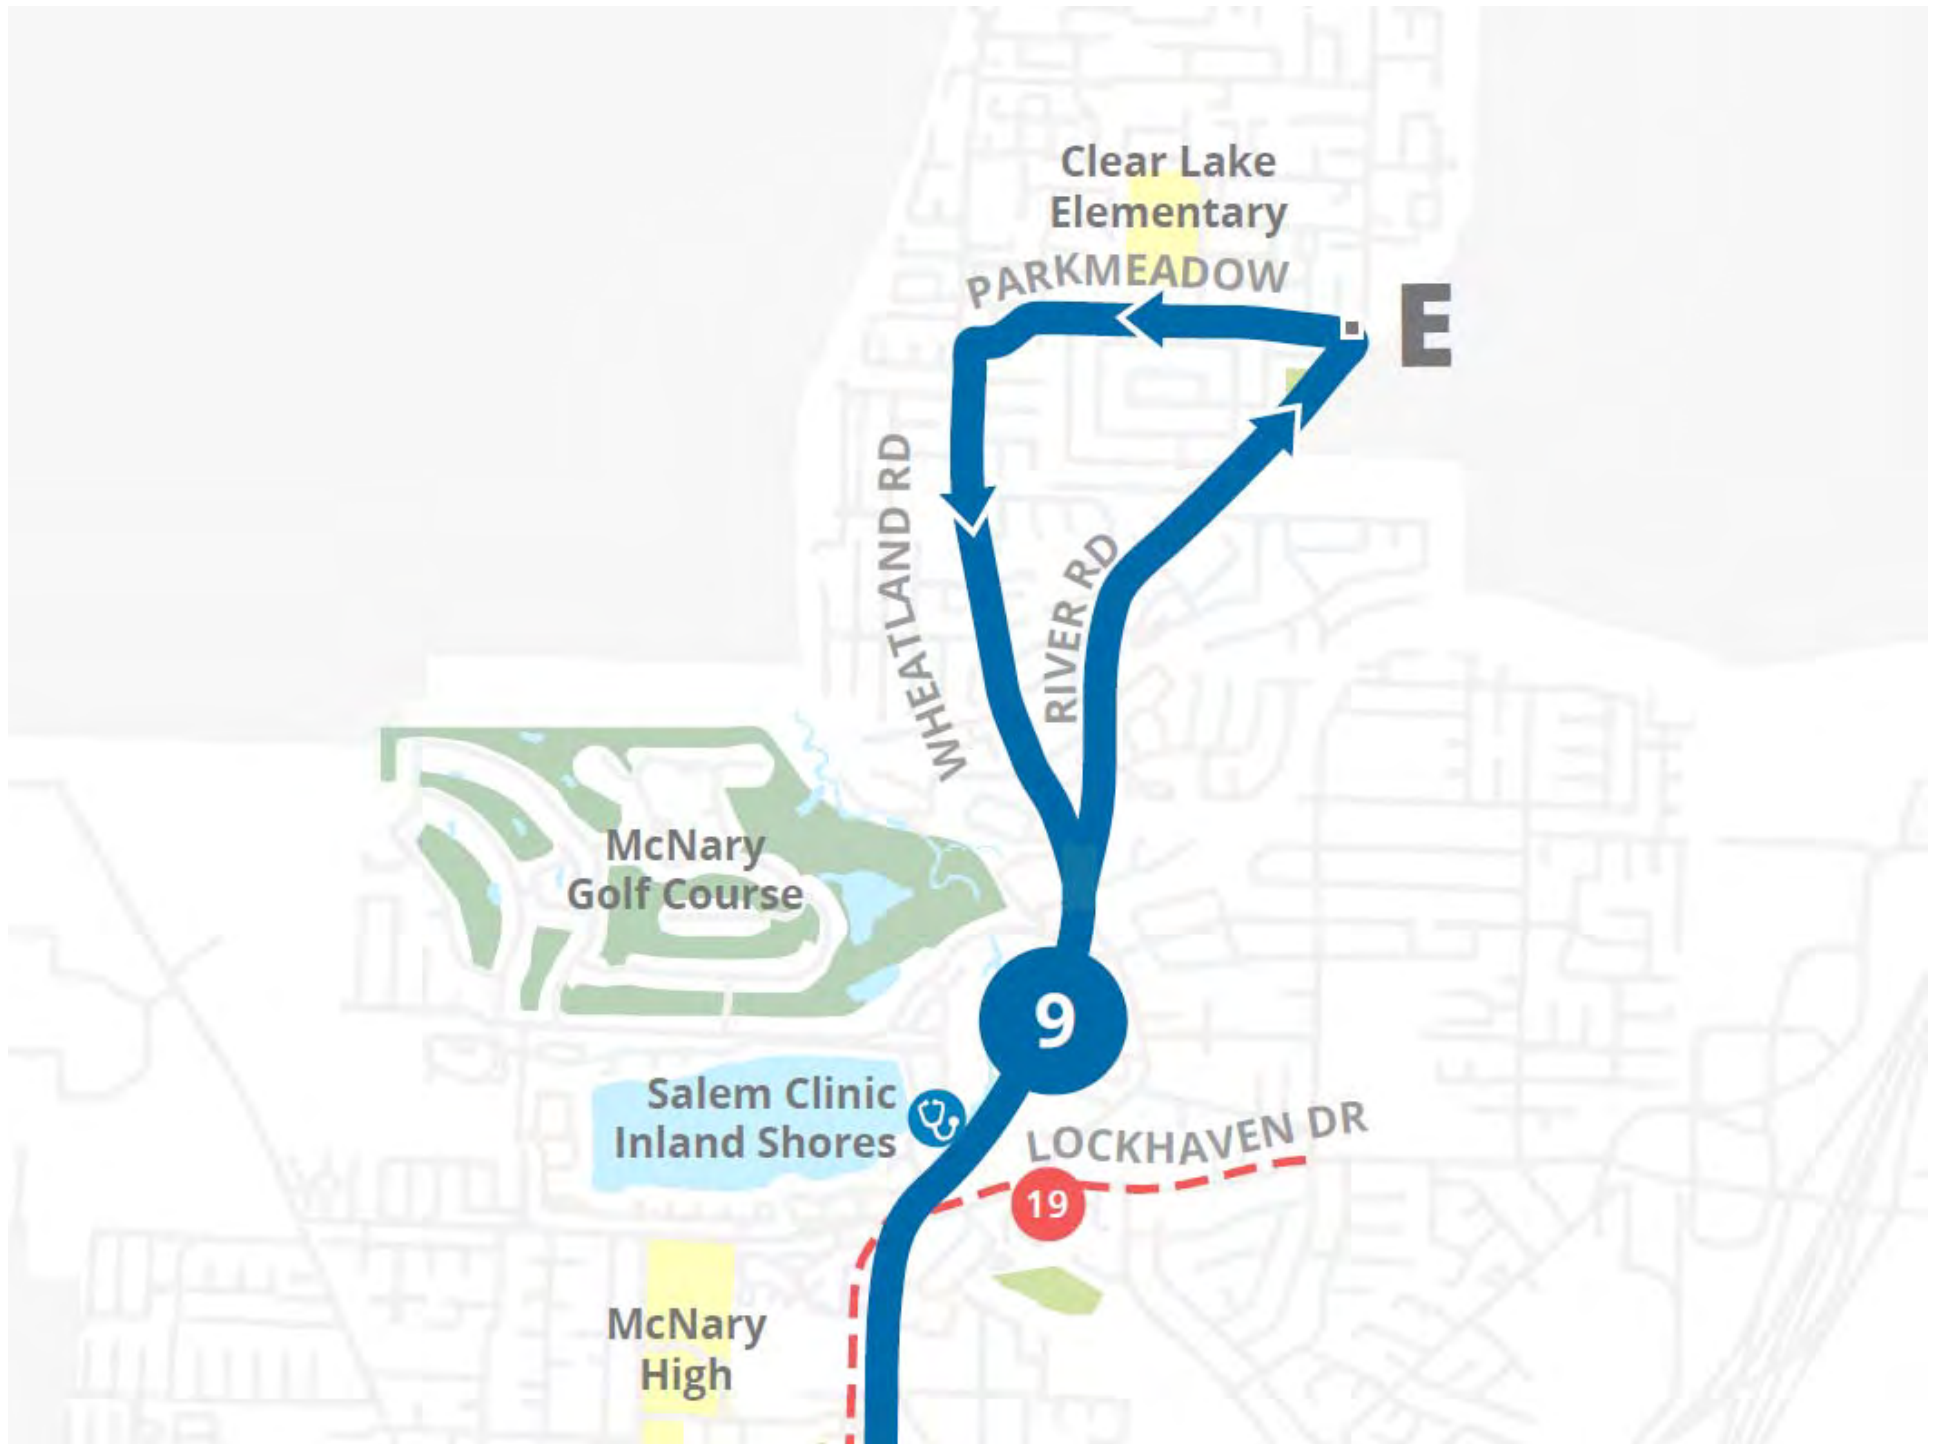 Clear Lake
Elementary
PARKMEADOW
E
WHEATLAND RD
RIVER RD
McNary
Golf Course
9
Salem Clinic
Inland Shores
LOCKHAVEN DR
19
McNary
High